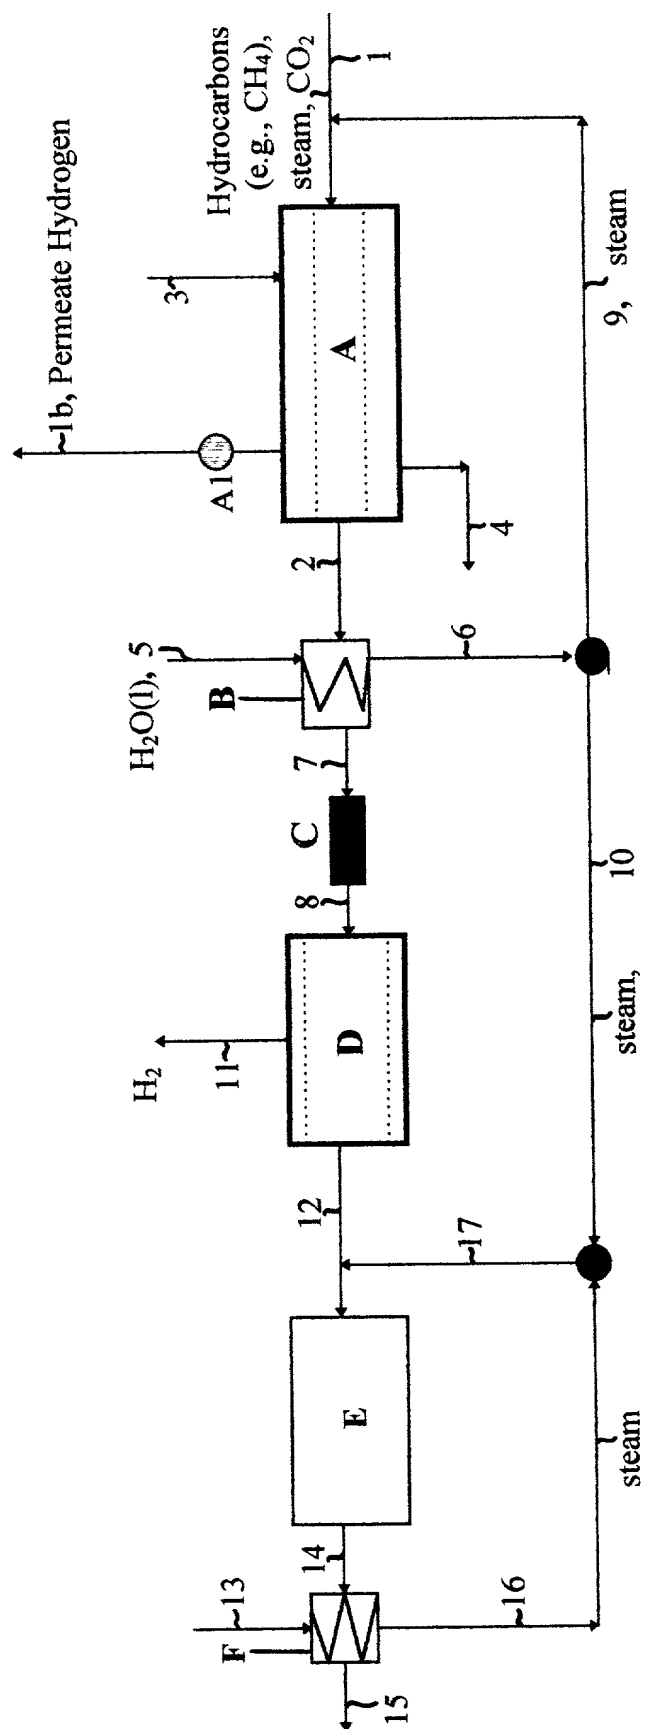 Hydrocarbons
(e.g., CH₄),
steam, CO₂
1
1b, Permeate Hydrogen
3
A1
A
2
4
H₂O(l), 5
B
6
9, steam
7
C
8
10
steam,
H₂
11
D
12
17
E
14
13
F
16
steam
15